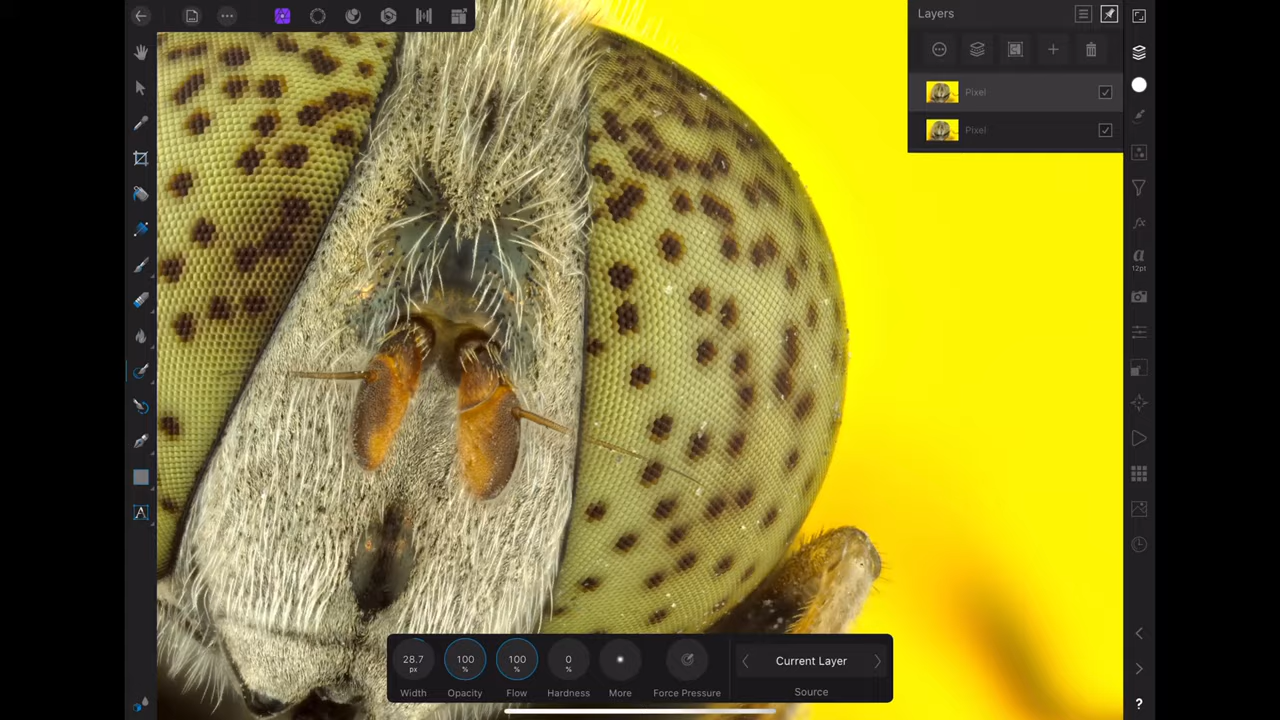 Layers
Pixel
Pixel
A
a
12pt
28.7
px
100
%
100
%
0
%
Current Layer
Width
Opacity
Flow
Hardness
More
Force Pressure
Source
?